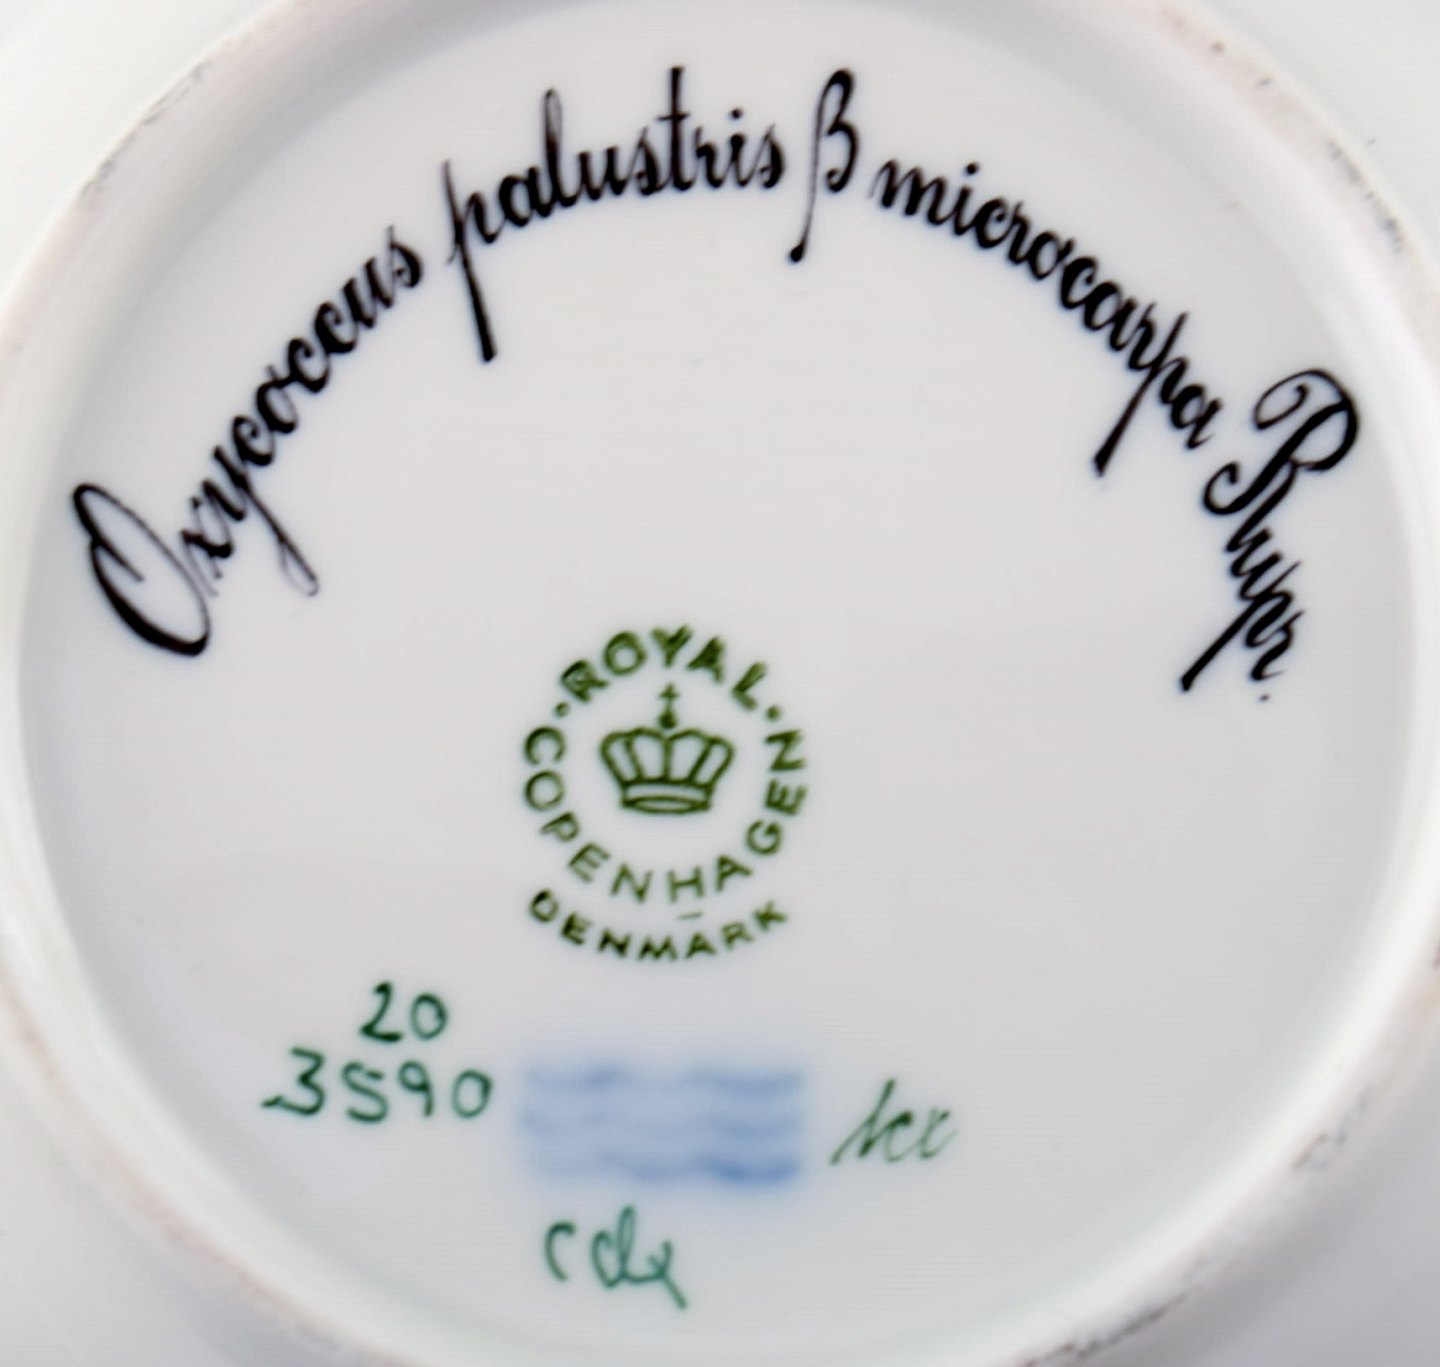 Oxycoccus palustris β microcarpa Rupr.
ROYAL · COPENHAGEN
DENMARK
20
3590